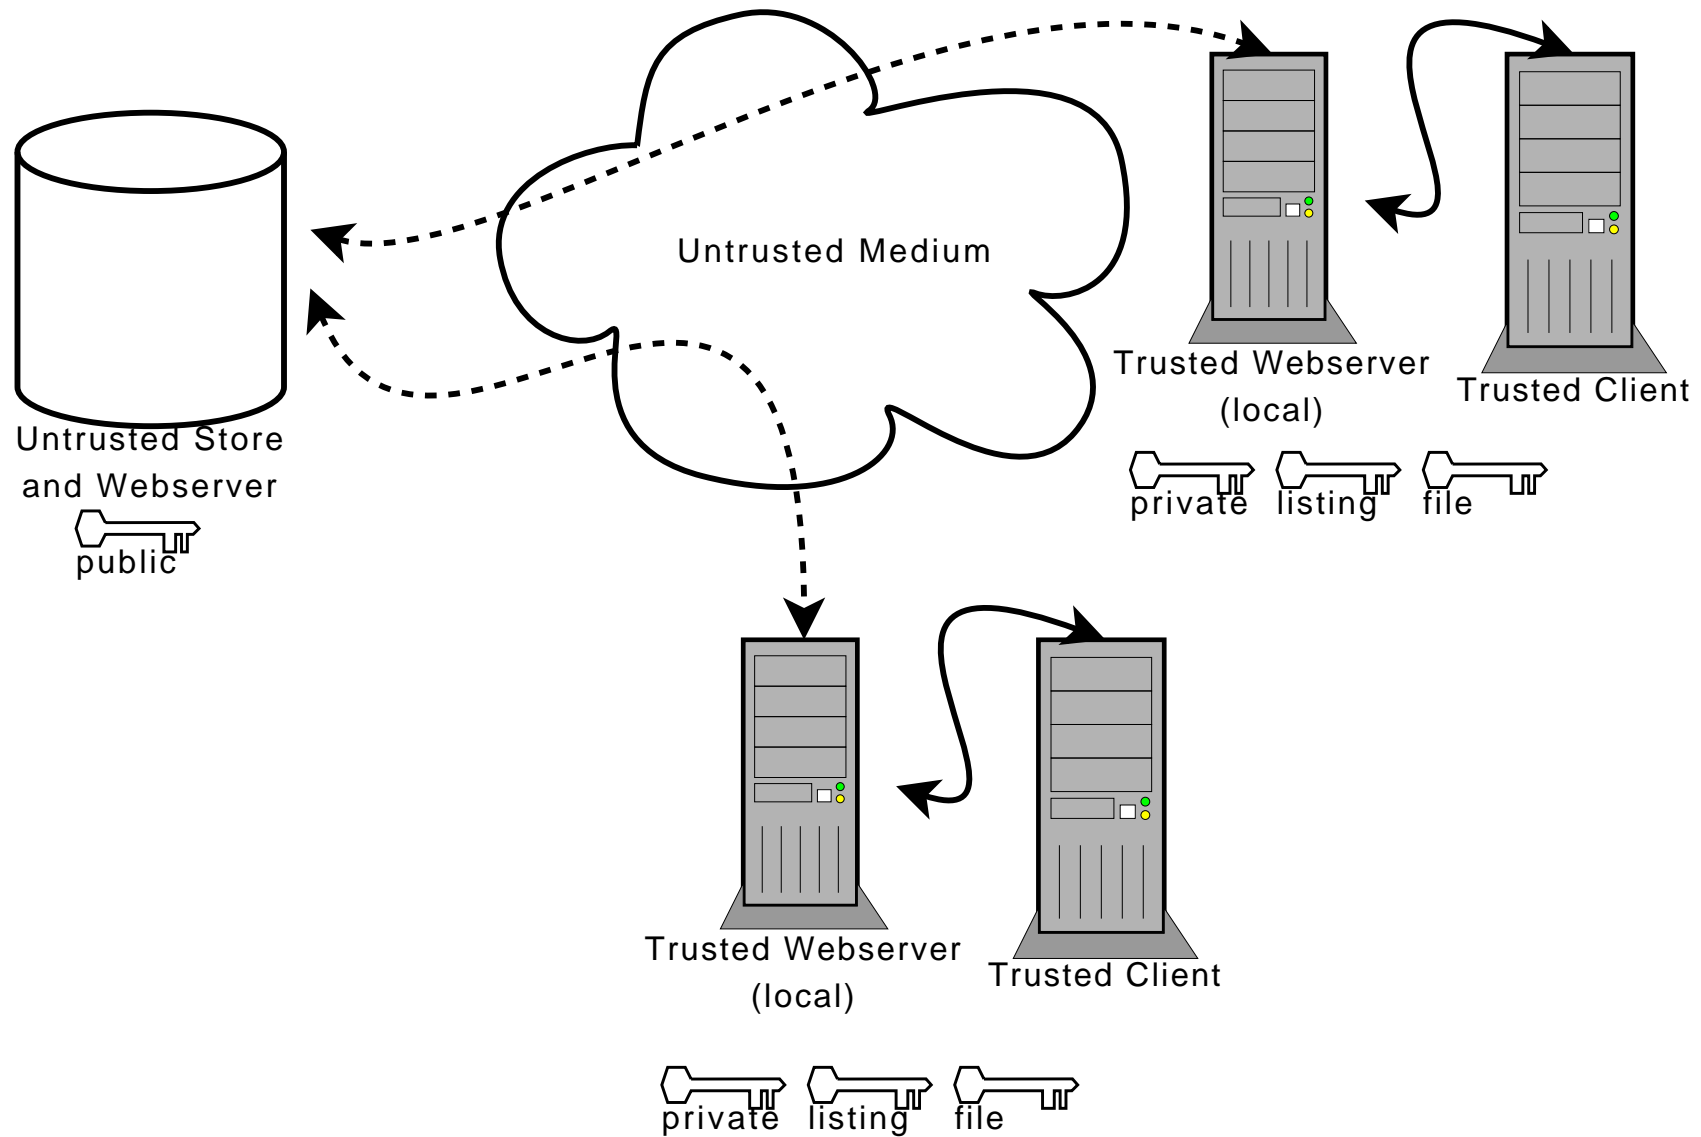 Untrusted Medium
Untrusted Store
and Webserver
public
Trusted Webserver
(local)
Trusted Client
private listing file
Trusted Webserver
(local)
Trusted Client
private listing file